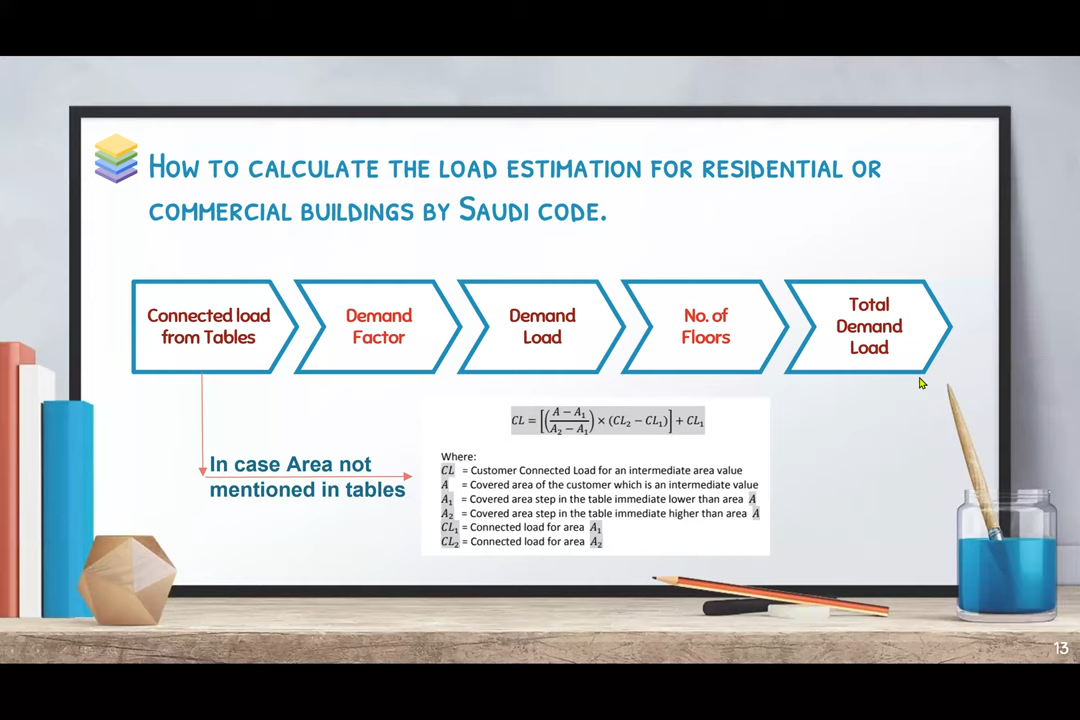 HOW TO CALCULATE THE LOAD ESTIMATION FOR RESIDENTIAL OR
COMMERCIAL BUILDINGS BY SAUDI CODE.
Connected load
from Tables
Demand
Factor
Demand
Load
No. of
Floors
Total
Demand
Load
In case Area not
mentioned in tables
CL = [((A − A₁)/(A₂ − A₁)) × (CL₂ − CL₁)] + CL₁
Where:
CL = Customer Connected Load for an intermediate area value
A = Covered area of the customer which is an intermediate value
A₁ = Covered area step in the table immediate lower than area A
A₂ = Covered area step in the table immediate higher than area A
CL₁ = Connected load for area A₁
CL₂ = Connected load for area A₂
13